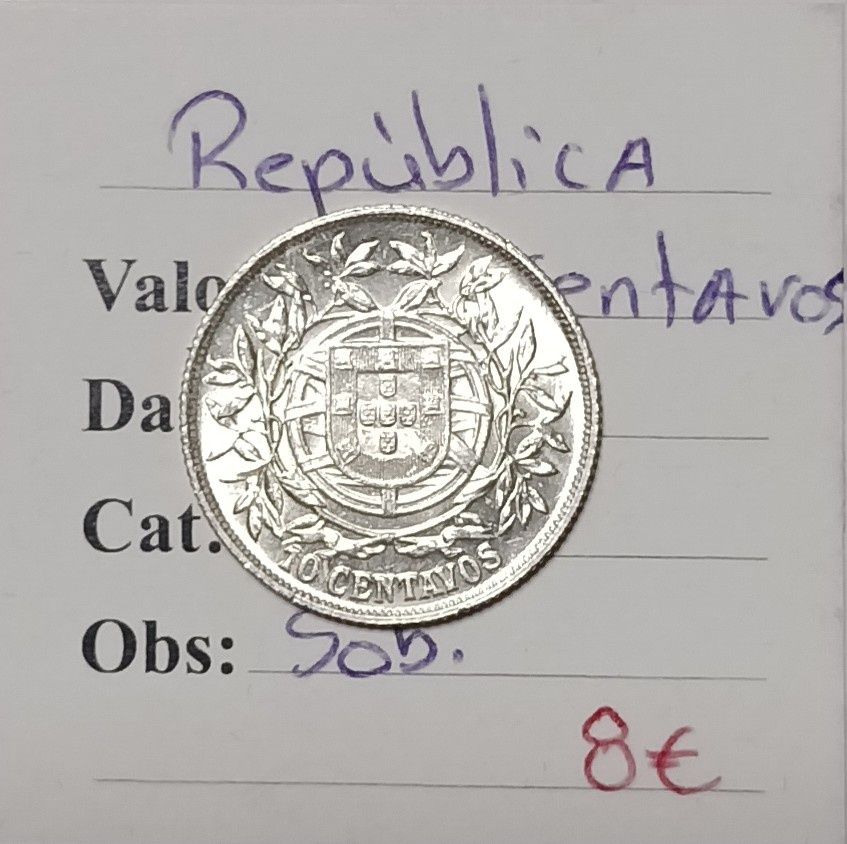 República
Valo entavos
Da
Cat.
10 CENTAVOS
Obs: Sob.
8€